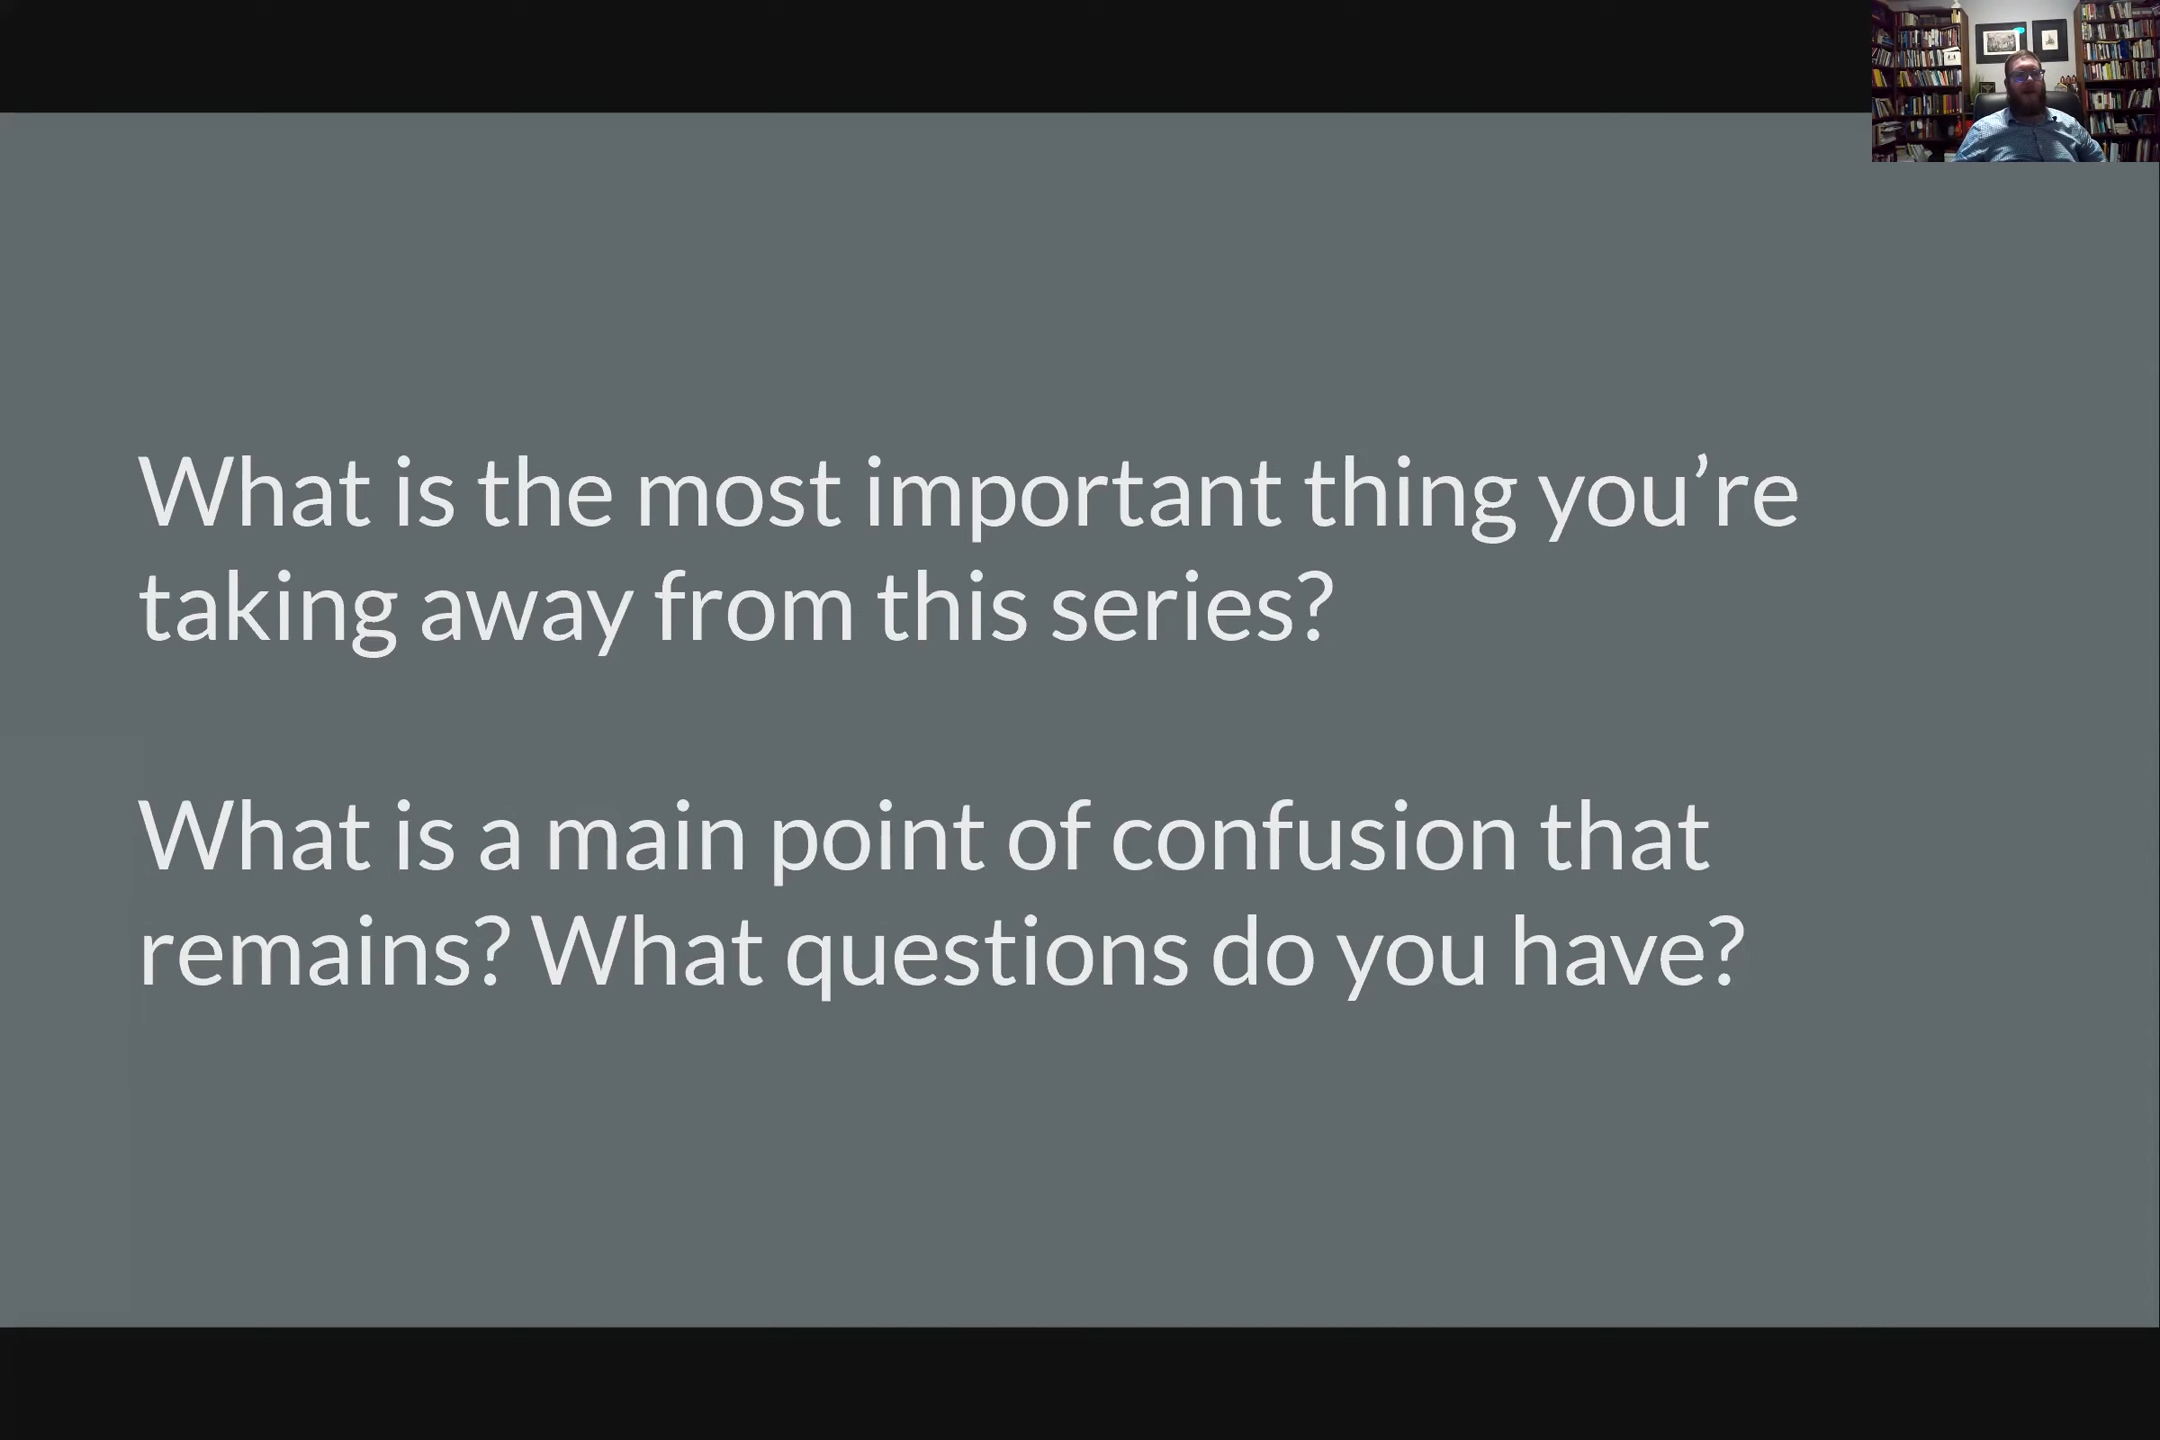 What is the most important thing you’re
taking away from this series?
What is a main point of confusion that
remains? What questions do you have?